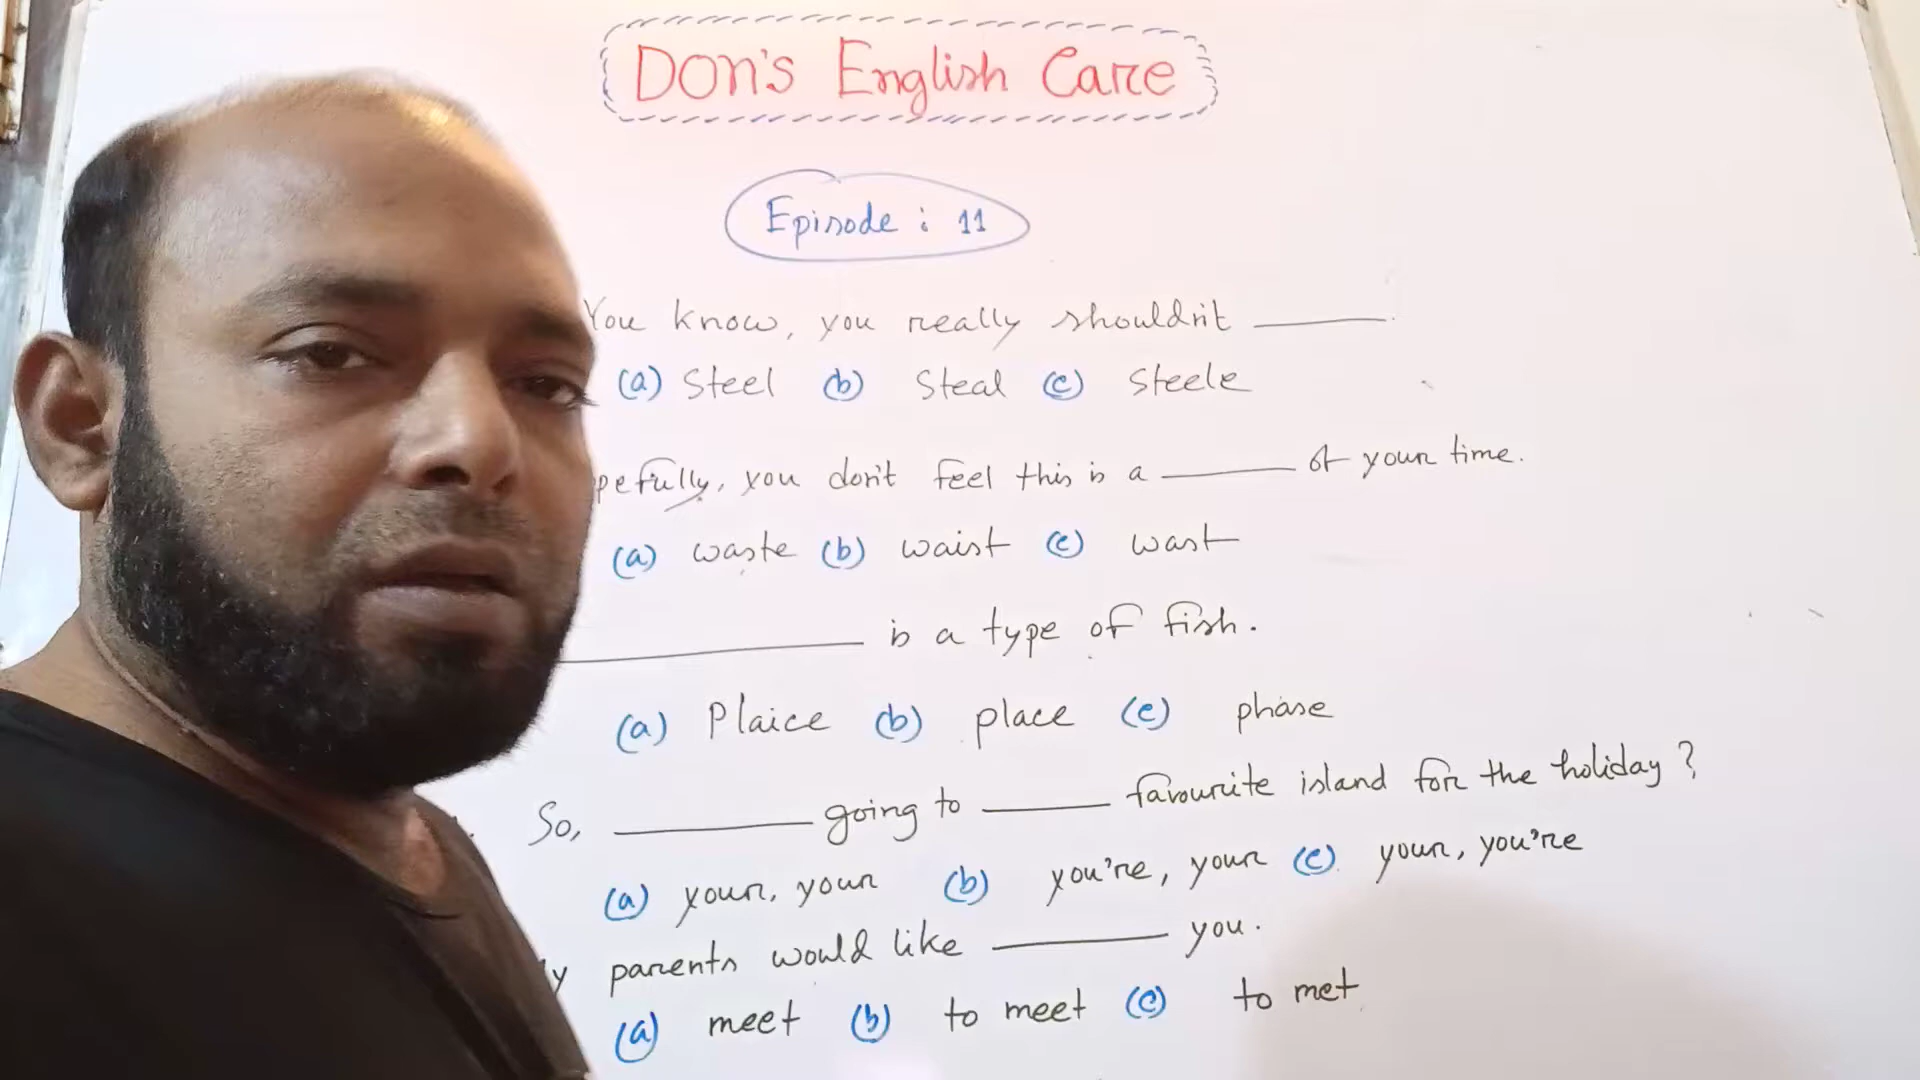 Don's English Care
Episode : 11
You know, you really shouldn't ______.
(a) Steel (b) Steal (c) Steele
pefully, you don't feel this is a ______ of your time.
(a) waste (b) waist (c) wast
______ is a type of fish.
(a) Plaice (b) place (c) phase
So, ______ going to ______ favourite island for the holiday?
(a) your, your (b) you're, your (c) your, you're
y parents would like ______ you.
(a) meet (b) to meet (c) to met